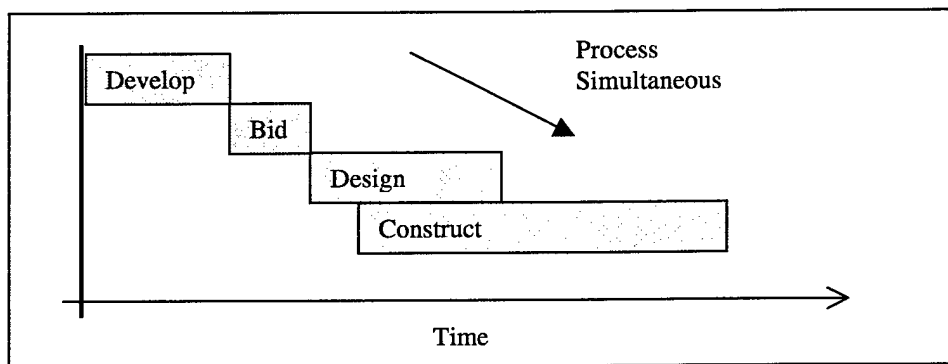 Process
Simultaneous
Develop
Bid
Design
Construct
Time